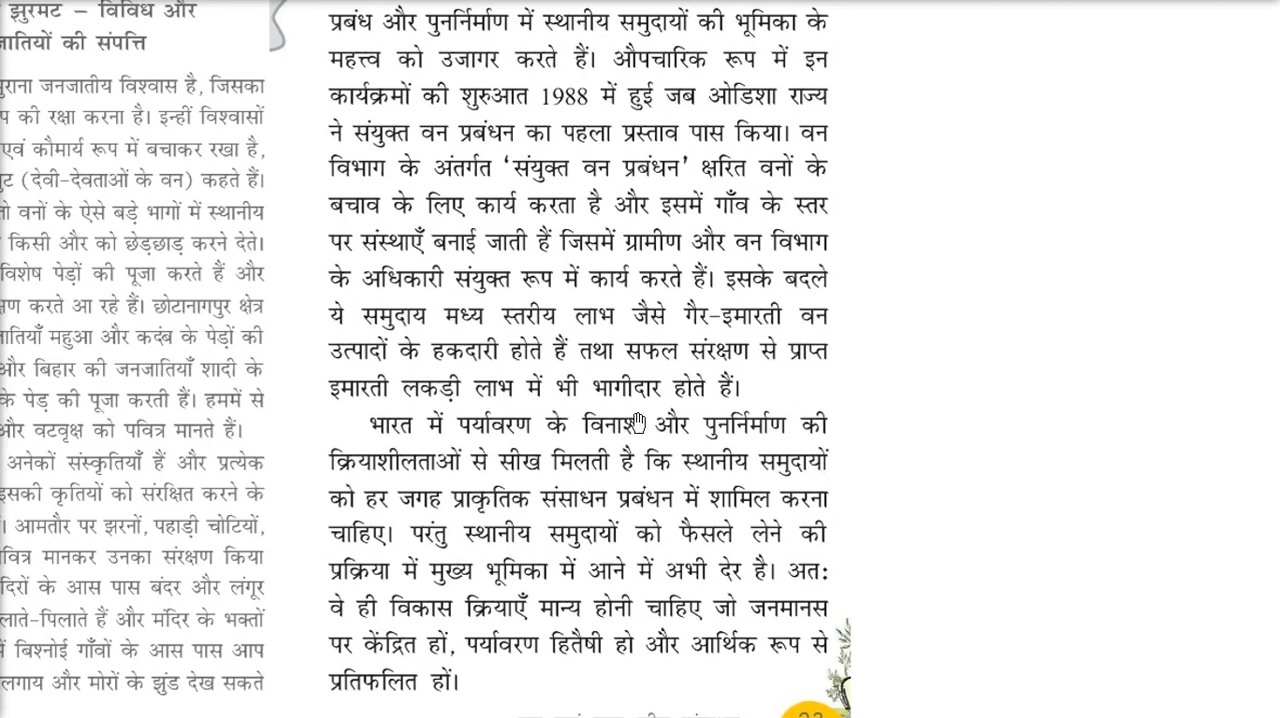 झुरमट – विविध और
जातियों की संपत्ति
पुराना जनजातीय विश्वास है, जिसका
की रक्षा करना है। इन्हीं विश्वासों
एवं कौमार्य रूप में बचाकर रखा है,
(देवी-देवताओं के वन) कहते हैं।
वनों के ऐसे बड़े भागों में स्थानीय
किसी और को छेड़छाड़ करने देते।
विशेष पेड़ों की पूजा करते हैं और
करते आ रहे हैं। छोटानागपुर क्षेत्र
महुआ और कदंब के पेड़ों की
और बिहार की जनजातियाँ शादी के
के पेड़ की पूजा करती हैं। हममें से
और वटवृक्ष को पवित्र मानते हैं।
अनेकों संस्कृतियाँ हैं और प्रत्येक
इसकी कृतियों को संरक्षित करने के
। आमतौर पर झरनों, पहाड़ी चोटियों,
मानकर उनका संरक्षण किया
के आस पास बंदर और लंगूर
हैं और मंदिर के भक्तों
बिश्नोई गाँवों के आस पास आप
और मोरों के झुंड देख सकते
प्रबंध और पुनर्निर्माण में स्थानीय समुदायों की भूमिका के
महत्त्व को उजागर करते हैं। औपचारिक रूप में इन
कार्यक्रमों की शुरुआत 1988 में हुई जब ओडिशा राज्य
ने संयुक्त वन प्रबंधन का पहला प्रस्ताव पास किया। वन
विभाग के अंतर्गत ‘संयुक्त वन प्रबंधन’ क्षरित वनों के
बचाव के लिए कार्य करता है और इसमें गाँव के स्तर
पर संस्थाएँ बनाई जाती हैं जिसमें ग्रामीण और वन विभाग
के अधिकारी संयुक्त रूप में कार्य करते हैं। इसके बदले
ये समुदाय मध्य स्तरीय लाभ जैसे गैर-इमारती वन
उत्पादों के हकदारी होते हैं तथा सफल संरक्षण से प्राप्त
इमारती लकड़ी लाभ में भी भागीदार होते हैं।
भारत में पर्यावरण के विनाश और पुनर्निर्माण की
क्रियाशीलताओं से सीख मिलती है कि स्थानीय समुदायों
को हर जगह प्राकृतिक संसाधन प्रबंधन में शामिल करना
चाहिए। परंतु स्थानीय समुदायों को फैसले लेने की
प्रक्रिया में मुख्य भूमिका में आने में अभी देर है। अत:
वे ही विकास क्रियाएँ मान्य होनी चाहिए जो जनमानस
पर केंद्रित हों, पर्यावरण हितैषी हो और आर्थिक रूप से
प्रतिफलित हों।